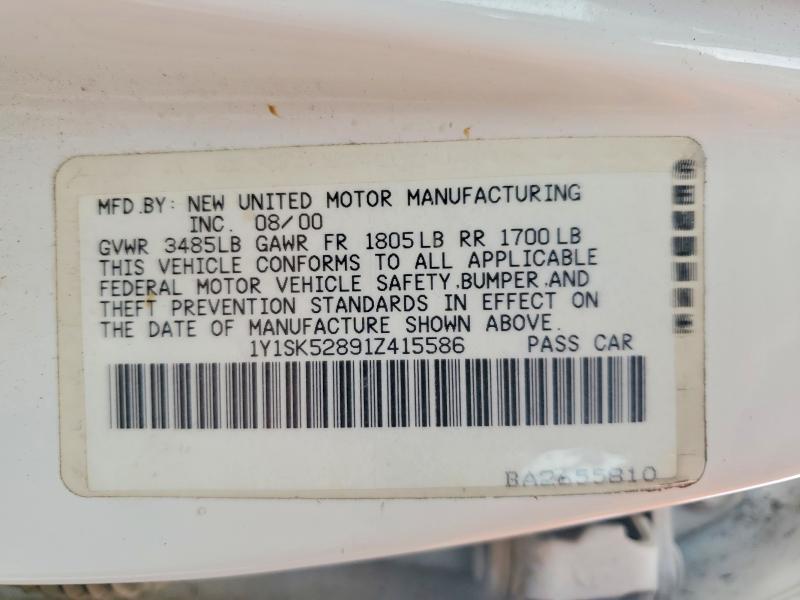 MFD.BY: NEW UNITED MOTOR MANUFACTURING
INC. 08/00
GVWR 3485LB GAWR FR 1805LB RR 1700LB
THIS VEHICLE CONFORMS TO ALL APPLICABLE
FEDERAL MOTOR VEHICLE SAFETY,BUMPER,AND
THEFT PREVENTION STANDARDS IN EFFECT ON
THE DATE OF MANUFACTURE SHOWN ABOVE.
1Y1SK52891Z415586 PASS CAR
BA2655810